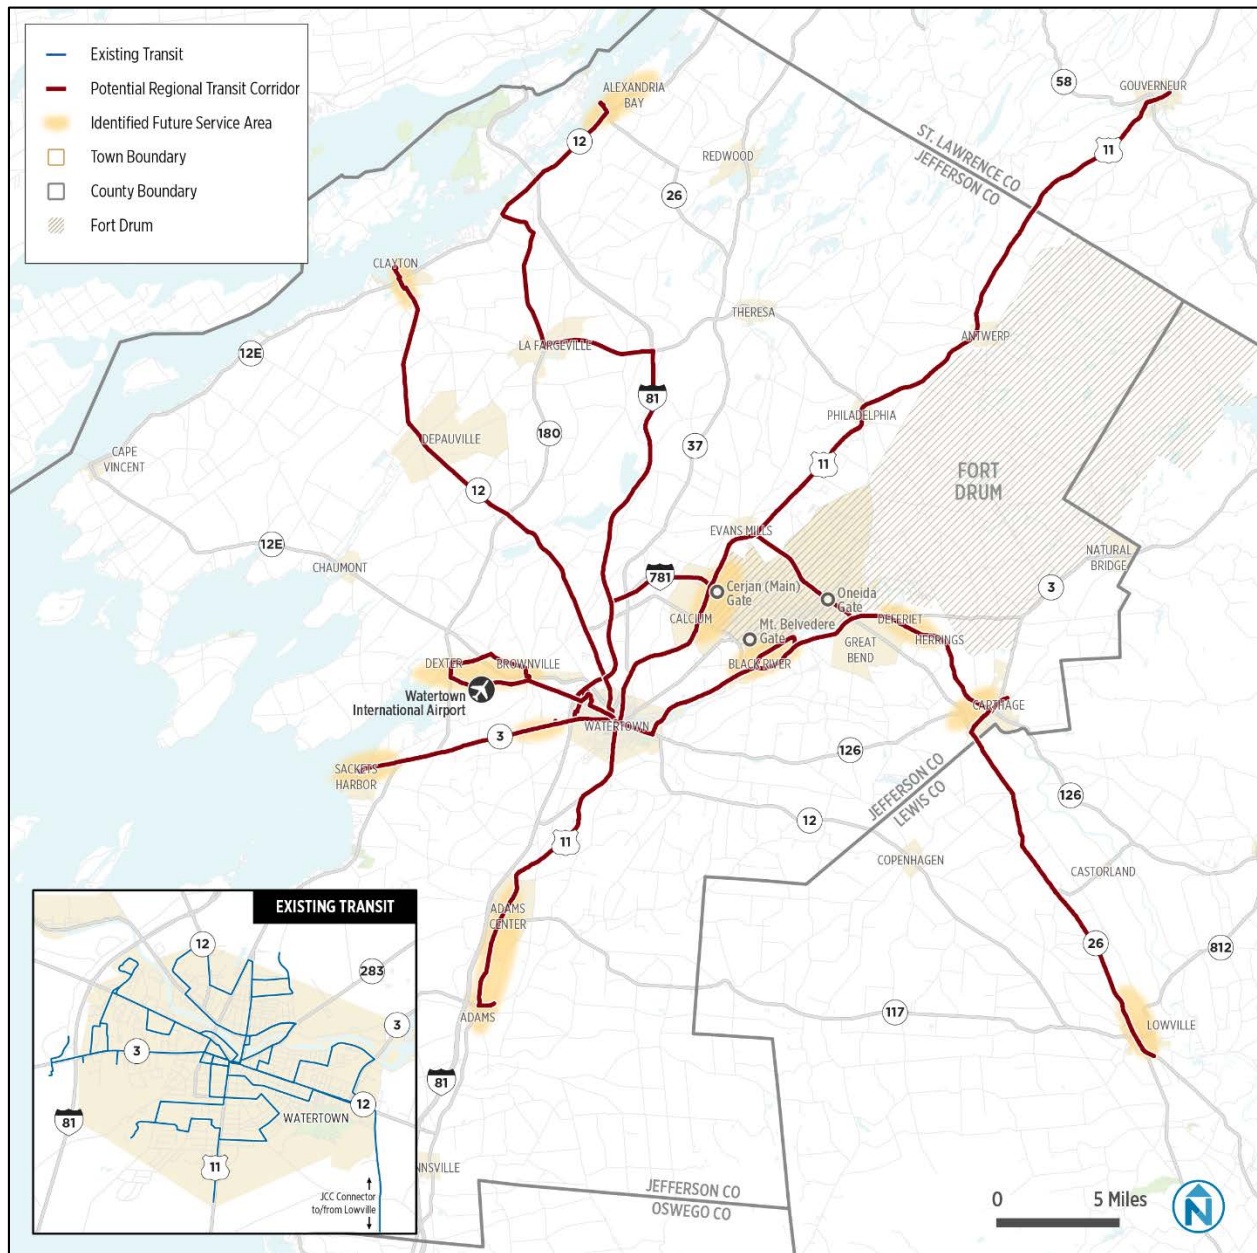 Existing Transit
Potential Regional Transit Corridor
Identified Future Service Area
Town Boundary
County Boundary
Fort Drum
ALEXANDRIA
BAY
58
GOUVERNEUR
12
11
REDWOOD
ST. LAWRENCE CO
JEFFERSON CO
26
CLAYTON
THERESA
ANTWERP
LA FARGEVILLE
12E
81
PHILADELPHIA
180
DEPAUVILLE
37
CAPE
VINCENT
11
FORT
DRUM
12
EVANS MILLS
12E
NATURAL
BRIDGE
CHAUMONT
781
3
Cerjan (Main)
Gate
Oneida
Gate
CALCIUM
Mt. Belvedere
Gate
DEFERIET
HERRINGS
GREAT
BEND
DEXTER
BROWNVILLE
BLACK RIVER
Watertown
International Airport
CARTHAGE
WATERTOWN
3
126
SACKETS
HARBOR
JEFFERSON CO
LEWIS CO
126
12
11
COPENHAGEN
CASTORLAND
ADAMS
CENTER
26
812
ADAMS
117
LOWVILLE
81
EXISTING TRANSIT
12
283
3
3
12
81
WATERTOWN
11
JCC Connector
to/from Lowville
NNSVILLE
JEFFERSON CO
OSWEGO CO
0 5 Miles
N